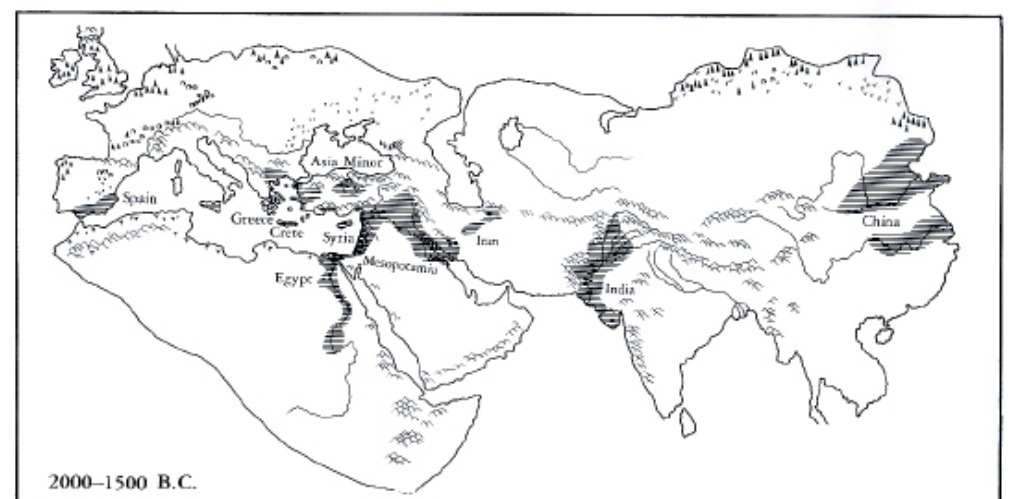 Asia Minor
Spain
Greece
Crete
Syria
Iran
China
Mesopotamia
Egypt
India
2000–1500 B.C.